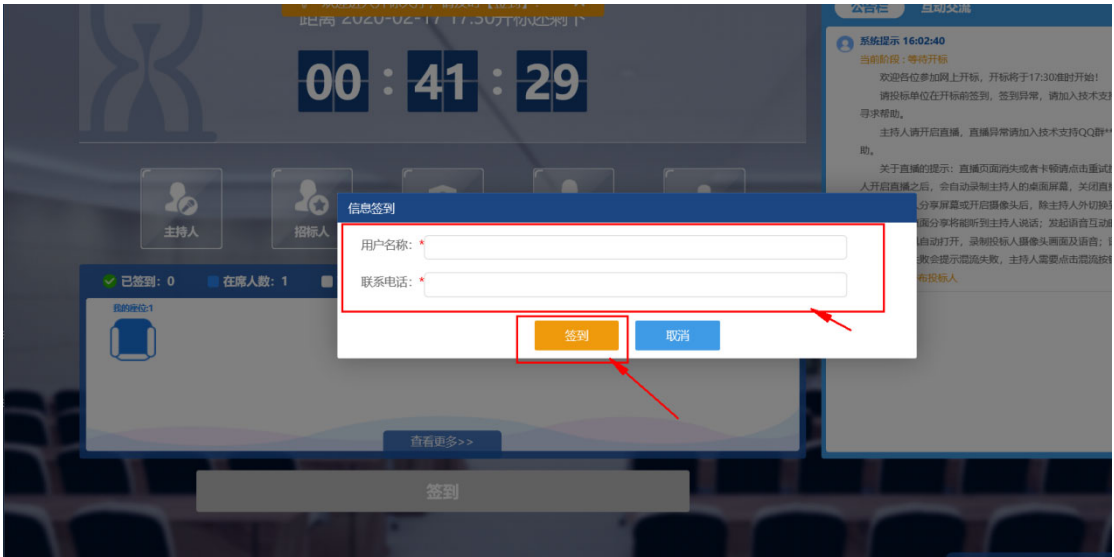 距离 2020-02-17 17:30开标还剩下
00 : 41 : 29
主持人
招标人
已签到: 0
在席人数: 1
我的座位:1
查看更多>>
签到
信息签到
用户名称: *
联系电话: *
签到
取消
公告栏
互动交流
系统提示 16:02:40
当前阶段 : 等待开标
欢迎各位参加网上开标，开标将于17:30准时开始!
请投标单位在开标前签到，签到异常，请加入技术支
寻求帮助。
主持人请开启直播，直播异常请加入技术支持QQ群**
助。
关于直播的提示: 直播页面消失或者卡顿请点击重试
人开启直播之后，会自动录制主持人的桌面屏幕，关闭直
分享屏幕或开启摄像头后，除主持人外切换
面分享将能听到主持人说话; 发起语音互动
自动打开，录制投标人摄像头画面及语音;
败会提示混流失败，主持人需要点击混流按
布投标人